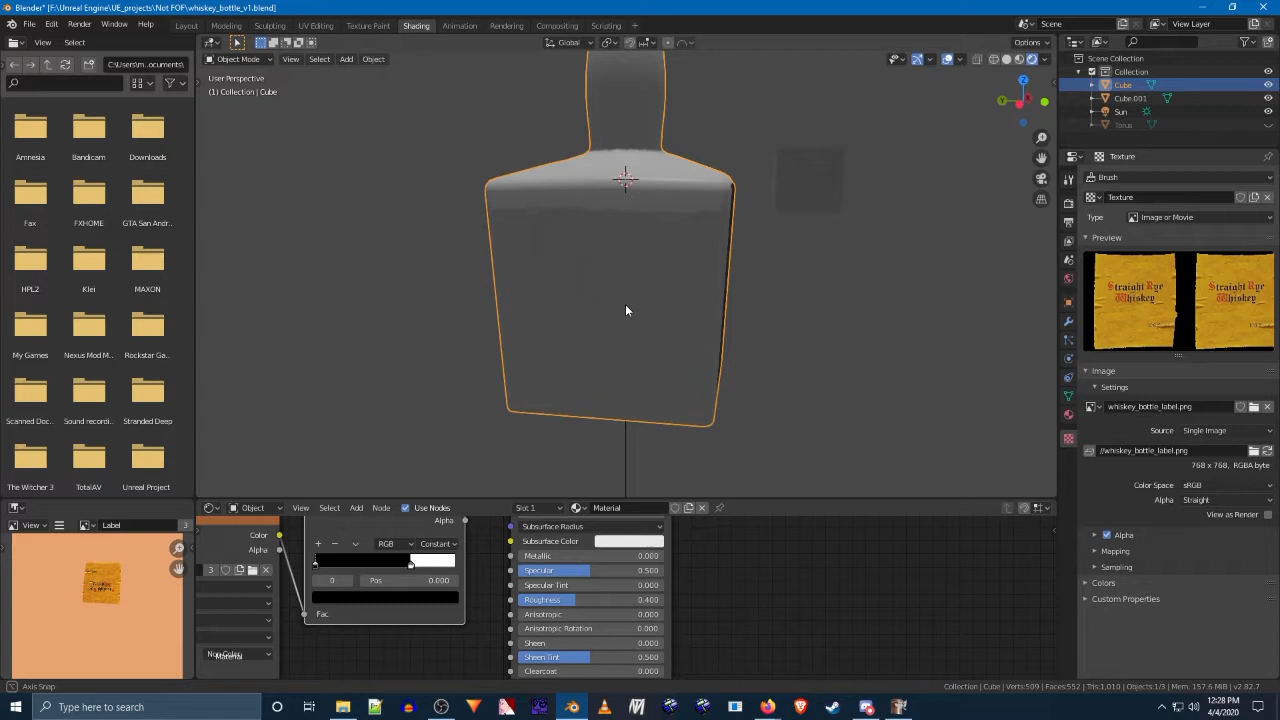 Blender* [F:\Unreal Engine\UE_projects\Not FOF\whiskey_bottle_v1.blend]
File Edit Render Window Help Layout Modeling Sculpting UV Editing Texture Paint Shading Animation Rendering Compositing Scripting Scene View Layer
View Select Global Options
C:\Users\m..ocuments\ Object Mode View Select Add Object
User Perspective
(1) Collection | Cube
Scene Collection
Collection
Cube
Cube.001
Sun
Torus
Amnesia Bandicam Downloads
Fax FXHOME GTA San Andr..
HPL2 Klei MAXON
My Games Nexus Mod M.. Rockstar Ga..
Scanned Doc.. Sound recordi.. Stranded Deep
The Witcher 3 TotalAV Unreal Project
Texture
Brush
Texture
Type Image or Movie
Preview
Straight Rye Whiskey Straight Rye Whiskey
Image
Settings
whiskey_bottle_label.png
Source Single Image
//whiskey_bottle_label.png
768 x 768, RGBA byte
Color Space sRGB
Alpha Straight
View as Render
Alpha
Mapping
Sampling
Colors
Custom Properties
Object View Select Add Node Use Nodes Slot 1 Material
View Label 3
Color
Alpha
3
Non-Color
Material
Alpha
RGB Constant
0 Pos 0.000
Fac
Subsurface Radius
Subsurface Color
Metallic 0.000
Specular 0.500
Specular Tint 0.000
Roughness 0.400
Anisotropic 0.000
Anisotropic Rotation 0.000
Sheen 0.000
Sheen Tint 0.500
Clearcoat 0.000
Axis Snap
Collection | Cube | Verts:509 | Faces:552 | Tris:1,010 | Objects:1/3 | Mem: 157.6 MiB | v2.82.7
Type here to search
12:28 PM
4/4/2020